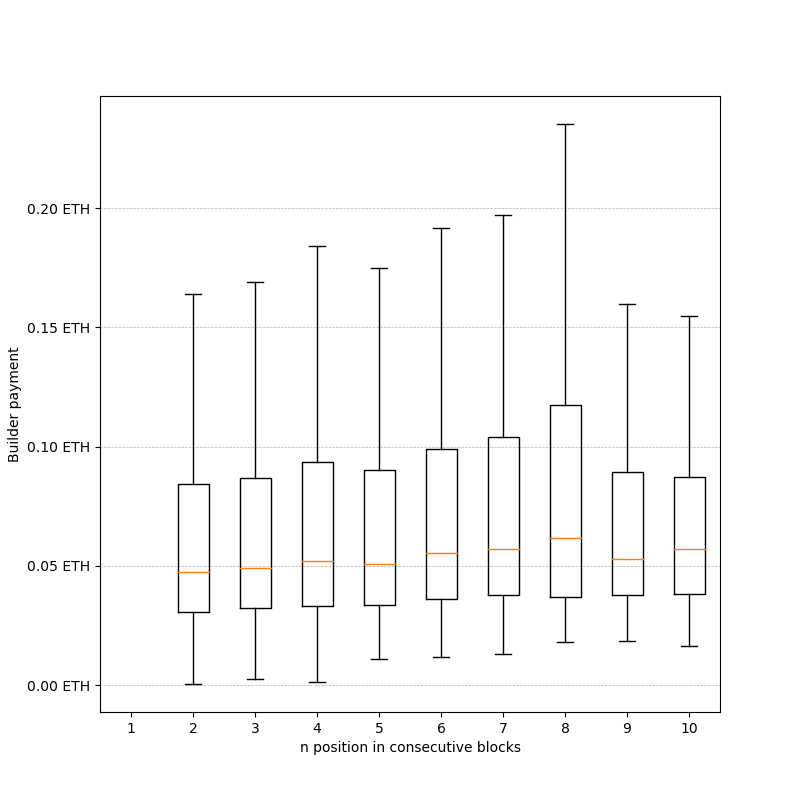 Builder payment
0.20 ETH
0.15 ETH
0.10 ETH
0.05 ETH
0.00 ETH
1 2 3 4 5 6 7 8 9 10
n position in consecutive blocks